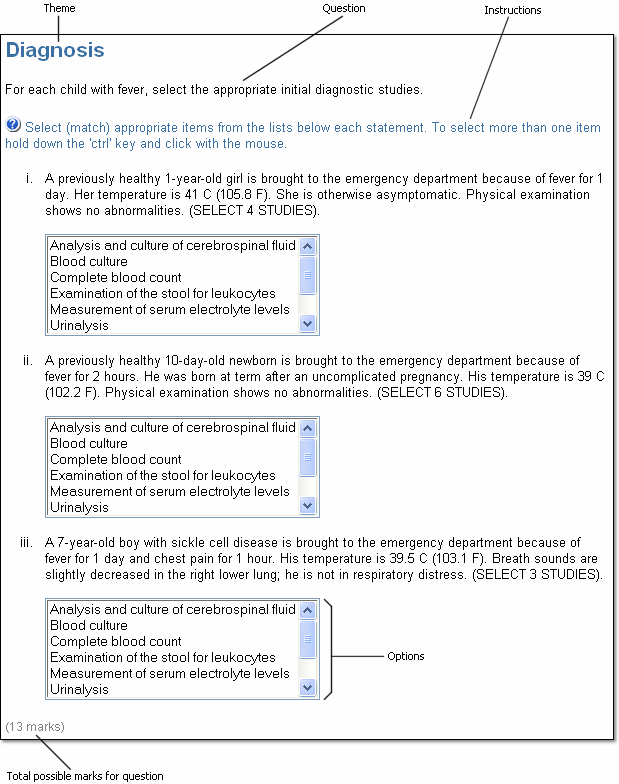 Theme
Question
Instructions
Diagnosis
For each child with fever, select the appropriate initial diagnostic studies.
Select (match) appropriate items from the lists below each statement. To select more than one item
hold down the 'ctrl' key and click with the mouse.
i. A previously healthy 1-year-old girl is brought to the emergency department because of fever for 1
day. Her temperature is 41 C (105.8 F). She is otherwise asymptomatic. Physical examination
shows no abnormalities. (SELECT 4 STUDIES).
Analysis and culture of cerebrospinal fluid
Blood culture
Complete blood count
Examination of the stool for leukocytes
Measurement of serum electrolyte levels
Urinalysis
ii. A previously healthy 10-day-old newborn is brought to the emergency department because of
fever for 2 hours. He was born at term after an uncomplicated pregnancy. His temperature is 39 C
(102.2 F). Physical examination shows no abnormalities. (SELECT 6 STUDIES).
Analysis and culture of cerebrospinal fluid
Blood culture
Complete blood count
Examination of the stool for leukocytes
Measurement of serum electrolyte levels
Urinalysis
iii. A 7-year-old boy with sickle cell disease is brought to the emergency department because of
fever for 1 day and chest pain for 1 hour. His temperature is 39.5 C (103.1 F). Breath sounds are
slightly decreased in the right lower lung; he is not in respiratory distress. (SELECT 3 STUDIES).
Analysis and culture of cerebrospinal fluid
Blood culture
Complete blood count
Examination of the stool for leukocytes
Measurement of serum electrolyte levels
Urinalysis
Options
(13 marks)
Total possible marks for question